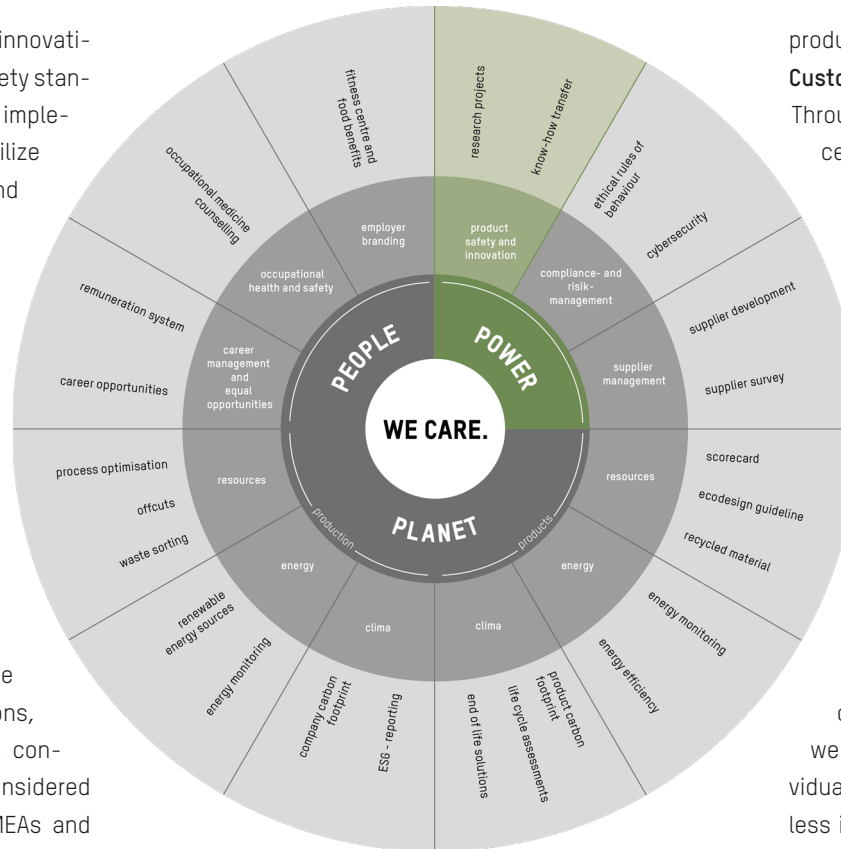 innovati-
ety stan-
imple-
ilize
nd
produ
Custo
Throu
ce
fitness centre and
food benefits
research projects
know-how transfer
occupational medicine
counselling
ethical rules of
behaviour
cybersecurity
employer
branding
product
safety and
innovation
occupational
health and safety
compliance- and
risk-
management
remuneration system
career opportunities
career
management
and
equal
opportunities
PEOPLE
POWER
supplier
management
supplier development
supplier survey
WE CARE.
process optimisation
offcuts
waste sorting
resources
production
PLANET
products
resources
scorecard
ecodesign guideline
recycled material
energy
energy
renewable
energy sources
energy monitoring
clima
clima
energy monitoring
energy efficiency
company carbon
footprint
ESG - reporting
end of life solutions
life cycle assessments
product carbon
footprint
e
ons,
con-
nsidered
MEAs and
c
we
vidua
less i